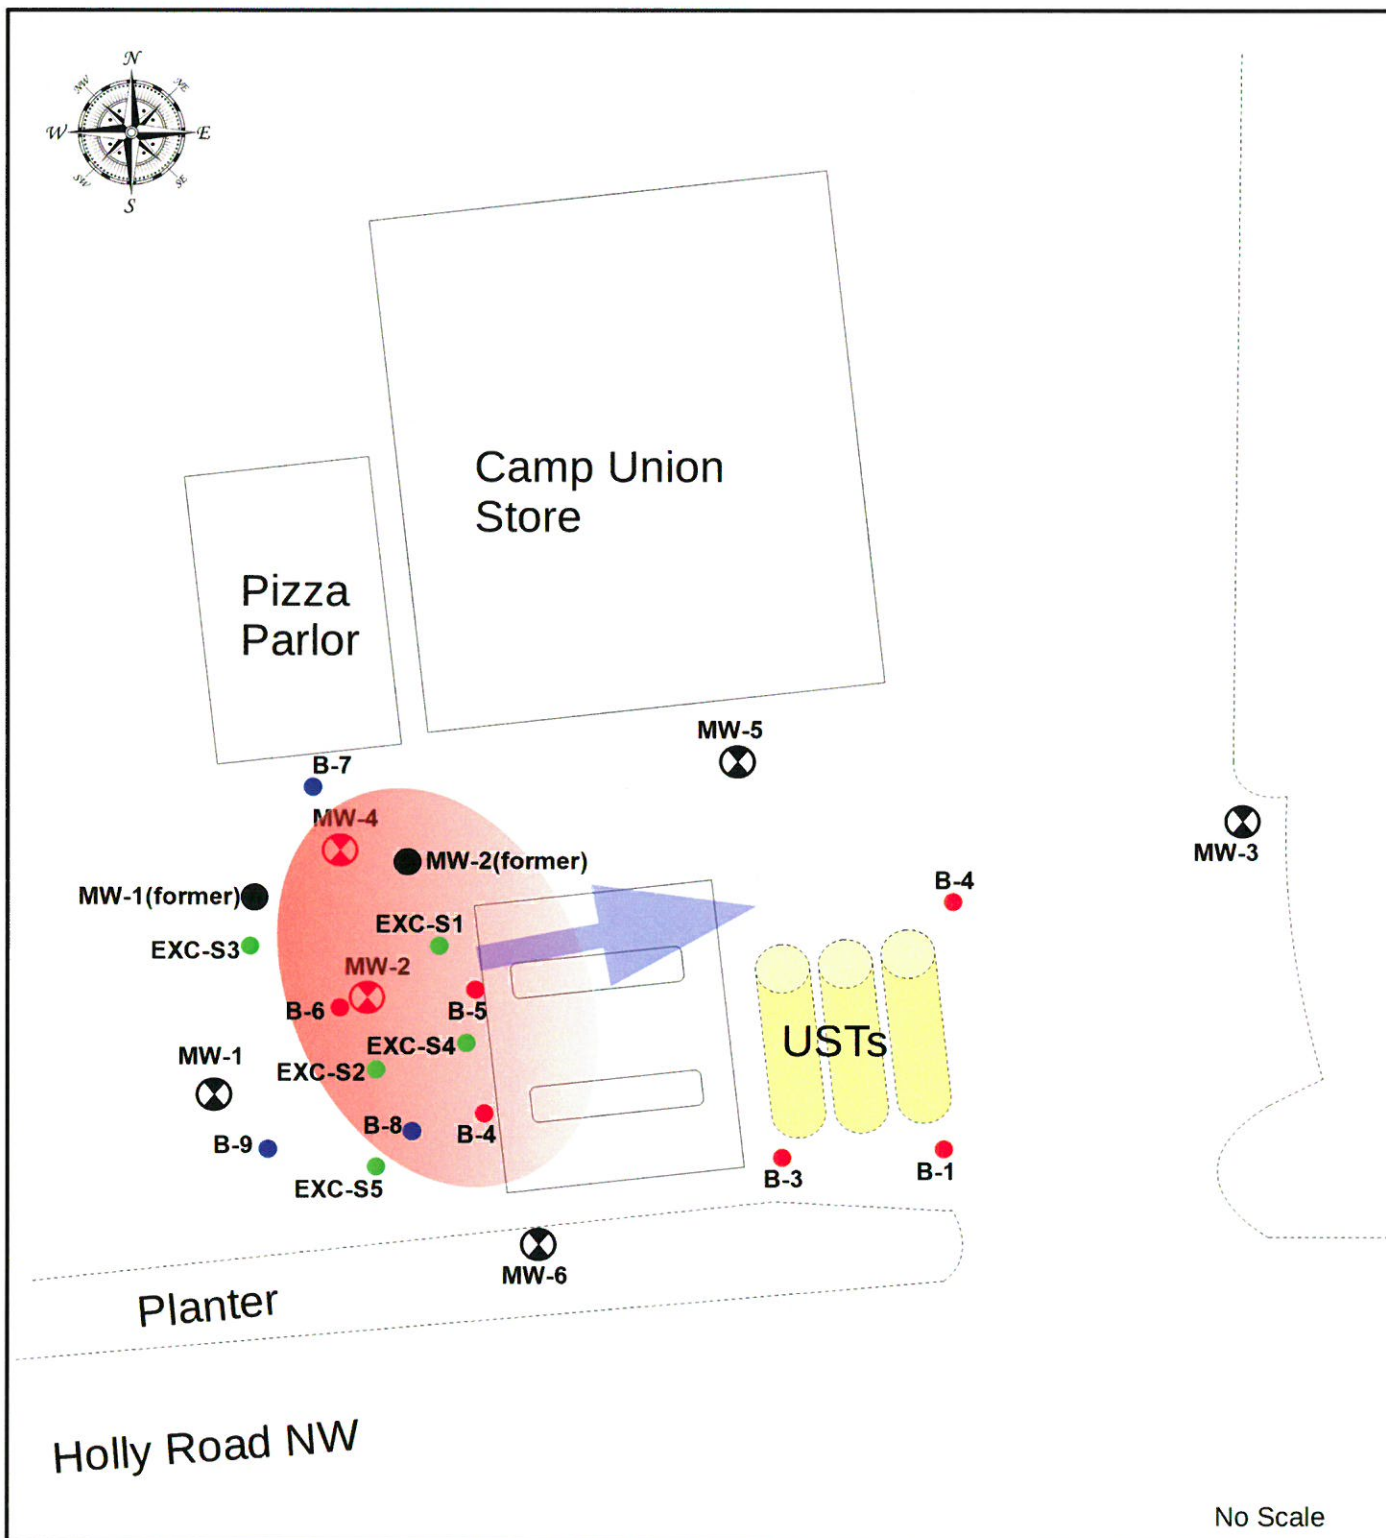 N
NW
NE
W
E
SW
SE
S
Camp Union
Store
Pizza
Parlor
MW-5
B-7
MW-4
MW-2(former)
MW-3
MW-1(former)
B-4
EXC-S1
EXC-S3
MW-2
B-6
B-5
USTs
EXC-S4
MW-1
EXC-S2
B-8
B-4
B-9
B-3
B-1
EXC-S5
MW-6
Planter
Holly Road NW
No Scale